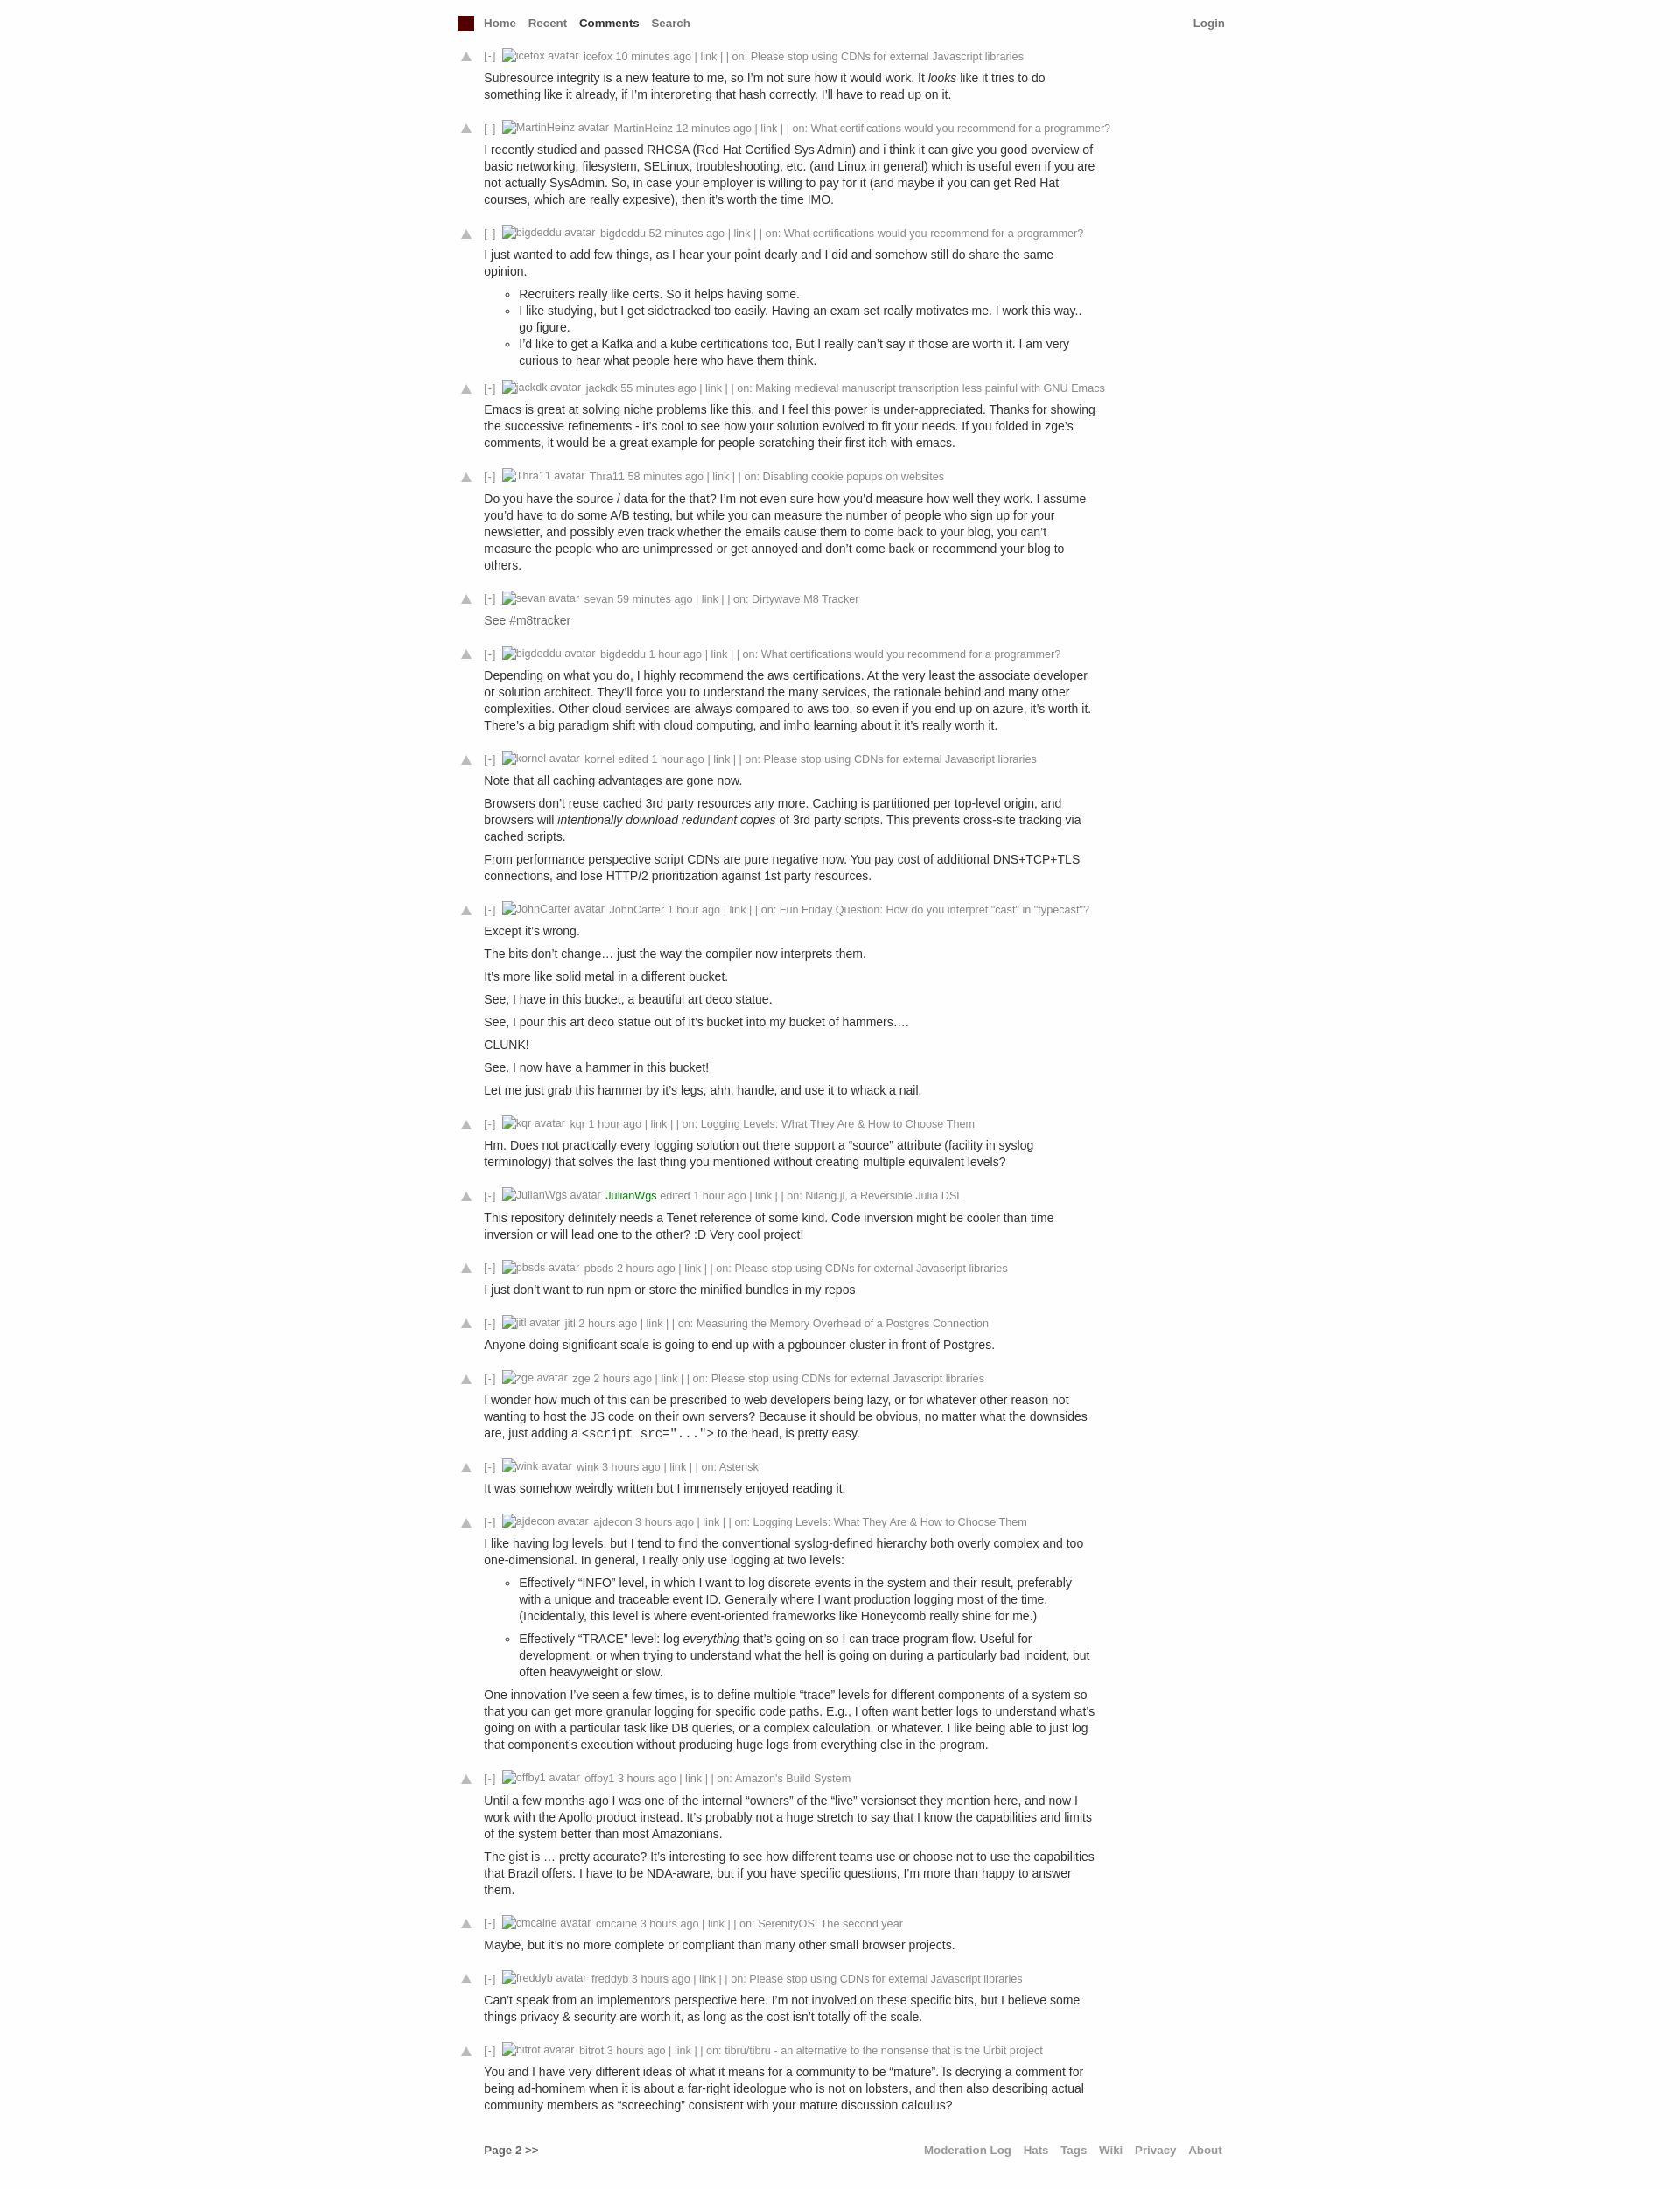 Home Recent Comments Search Login
[-] icefox avatar icefox 10 minutes ago | link | | on: Please stop using CDNs for external Javascript libraries
Subresource integrity is a new feature to me, so I’m not sure how it would work. It looks like it tries to do
something like it already, if I’m interpreting that hash correctly. I’ll have to read up on it.
[-] MartinHeinz avatar MartinHeinz 12 minutes ago | link | | on: What certifications would you recommend for a programmer?
I recently studied and passed RHCSA (Red Hat Certified Sys Admin) and i think it can give you good overview of
basic networking, filesystem, SELinux, troubleshooting, etc. (and Linux in general) which is useful even if you are
not actually SysAdmin. So, in case your employer is willing to pay for it (and maybe if you can get Red Hat
courses, which are really expesive), then it’s worth the time IMO.
[-] bigdeddu avatar bigdeddu 52 minutes ago | link | | on: What certifications would you recommend for a programmer?
I just wanted to add few things, as I hear your point dearly and I did and somehow still do share the same
opinion.
Recruiters really like certs. So it helps having some.
I like studying, but I get sidetracked too easily. Having an exam set really motivates me. I work this way..
go figure.
I’d like to get a Kafka and a kube certifications too, But I really can’t say if those are worth it. I am very
curious to hear what people here who have them think.
[-] jackdk avatar jackdk 55 minutes ago | link | | on: Making medieval manuscript transcription less painful with GNU Emacs
Emacs is great at solving niche problems like this, and I feel this power is under-appreciated. Thanks for showing
the successive refinements - it’s cool to see how your solution evolved to fit your needs. If you folded in zge’s
comments, it would be a great example for people scratching their first itch with emacs.
[-] Thra11 avatar Thra11 58 minutes ago | link | | on: Disabling cookie popups on websites
Do you have the source / data for the that? I’m not even sure how you’d measure how well they work. I assume
you’d have to do some A/B testing, but while you can measure the number of people who sign up for your
newsletter, and possibly even track whether the emails cause them to come back to your blog, you can’t
measure the people who are unimpressed or get annoyed and don’t come back or recommend your blog to
others.
[-] sevan avatar sevan 59 minutes ago | link | | on: Dirtywave M8 Tracker
See #m8tracker
[-] bigdeddu avatar bigdeddu 1 hour ago | link | | on: What certifications would you recommend for a programmer?
Depending on what you do, I highly recommend the aws certifications. At the very least the associate developer
or solution architect. They’ll force you to understand the many services, the rationale behind and many other
complexities. Other cloud services are always compared to aws too, so even if you end up on azure, it’s worth it.
There’s a big paradigm shift with cloud computing, and imho learning about it it’s really worth it.
[-] kornel avatar kornel edited 1 hour ago | link | | on: Please stop using CDNs for external Javascript libraries
Note that all caching advantages are gone now.
Browsers don’t reuse cached 3rd party resources any more. Caching is partitioned per top-level origin, and
browsers will intentionally download redundant copies of 3rd party scripts. This prevents cross-site tracking via
cached scripts.
From performance perspective script CDNs are pure negative now. You pay cost of additional DNS+TCP+TLS
connections, and lose HTTP/2 prioritization against 1st party resources.
[-] JohnCarter avatar JohnCarter 1 hour ago | link | | on: Fun Friday Question: How do you interpret "cast" in "typecast"?
Except it’s wrong.
The bits don’t change… just the way the compiler now interprets them.
It’s more like solid metal in a different bucket.
See, I have in this bucket, a beautiful art deco statue.
See, I pour this art deco statue out of it’s bucket into my bucket of hammers….
CLUNK!
See. I now have a hammer in this bucket!
Let me just grab this hammer by it’s legs, ahh, handle, and use it to whack a nail.
[-] kqr avatar kqr 1 hour ago | link | | on: Logging Levels: What They Are & How to Choose Them
Hm. Does not practically every logging solution out there support a “source” attribute (facility in syslog
terminology) that solves the last thing you mentioned without creating multiple equivalent levels?
[-] JulianWgs avatar JulianWgs edited 1 hour ago | link | | on: Nilang.jl, a Reversible Julia DSL
This repository definitely needs a Tenet reference of some kind. Code inversion might be cooler than time
inversion or will lead one to the other? :D Very cool project!
[-] pbsds avatar pbsds 2 hours ago | link | | on: Please stop using CDNs for external Javascript libraries
I just don’t want to run npm or store the minified bundles in my repos
[-] jitl avatar jitl 2 hours ago | link | | on: Measuring the Memory Overhead of a Postgres Connection
Anyone doing significant scale is going to end up with a pgbouncer cluster in front of Postgres.
[-] zge avatar zge 2 hours ago | link | | on: Please stop using CDNs for external Javascript libraries
I wonder how much of this can be prescribed to web developers being lazy, or for whatever other reason not
wanting to host the JS code on their own servers? Because it should be obvious, no matter what the downsides
are, just adding a <script src="..."> to the head, is pretty easy.
[-] wink avatar wink 3 hours ago | link | | on: Asterisk
It was somehow weirdly written but I immensely enjoyed reading it.
[-] ajdecon avatar ajdecon 3 hours ago | link | | on: Logging Levels: What They Are & How to Choose Them
I like having log levels, but I tend to find the conventional syslog-defined hierarchy both overly complex and too
one-dimensional. In general, I really only use logging at two levels:
Effectively “INFO” level, in which I want to log discrete events in the system and their result, preferably
with a unique and traceable event ID. Generally where I want production logging most of the time.
(Incidentally, this level is where event-oriented frameworks like Honeycomb really shine for me.)
Effectively “TRACE” level: log everything that’s going on so I can trace program flow. Useful for
development, or when trying to understand what the hell is going on during a particularly bad incident, but
often heavyweight or slow.
One innovation I’ve seen a few times, is to define multiple “trace” levels for different components of a system so
that you can get more granular logging for specific code paths. E.g., I often want better logs to understand what’s
going on with a particular task like DB queries, or a complex calculation, or whatever. I like being able to just log
that component’s execution without producing huge logs from everything else in the program.
[-] offby1 avatar offby1 3 hours ago | link | | on: Amazon's Build System
Until a few months ago I was one of the internal “owners” of the “live” versionset they mention here, and now I
work with the Apollo product instead. It’s probably not a huge stretch to say that I know the capabilities and limits
of the system better than most Amazonians.
The gist is … pretty accurate? It’s interesting to see how different teams use or choose not to use the capabilities
that Brazil offers. I have to be NDA-aware, but if you have specific questions, I’m more than happy to answer
them.
[-] cmcaine avatar cmcaine 3 hours ago | link | | on: SerenityOS: The second year
Maybe, but it’s no more complete or compliant than many other small browser projects.
[-] freddyb avatar freddyb 3 hours ago | link | | on: Please stop using CDNs for external Javascript libraries
Can’t speak from an implementors perspective here. I’m not involved on these specific bits, but I believe some
things privacy & security are worth it, as long as the cost isn’t totally off the scale.
[-] bitrot avatar bitrot 3 hours ago | link | | on: tibru/tibru - an alternative to the nonsense that is the Urbit project
You and I have very different ideas of what it means for a community to be “mature”. Is decrying a comment for
being ad-hominem when it is about a far-right ideologue who is not on lobsters, and then also describing actual
community members as “screeching” consistent with your mature discussion calculus?
Page 2 >> Moderation Log Hats Tags Wiki Privacy About